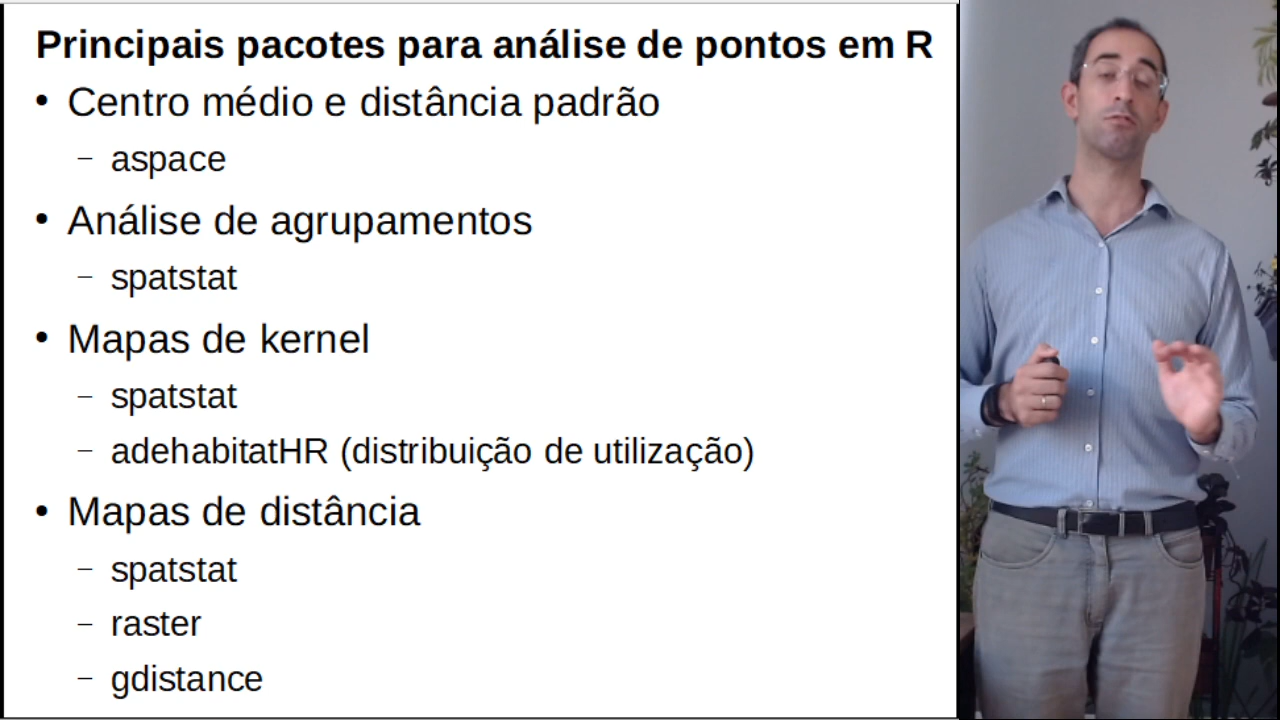 Principais pacotes para análise de pontos em R
• Centro médio e distância padrão
– aspace
• Análise de agrupamentos
– spatstat
• Mapas de kernel
– spatstat
– adehabitatHR (distribuição de utilização)
• Mapas de distância
– spatstat
– raster
– gdistance